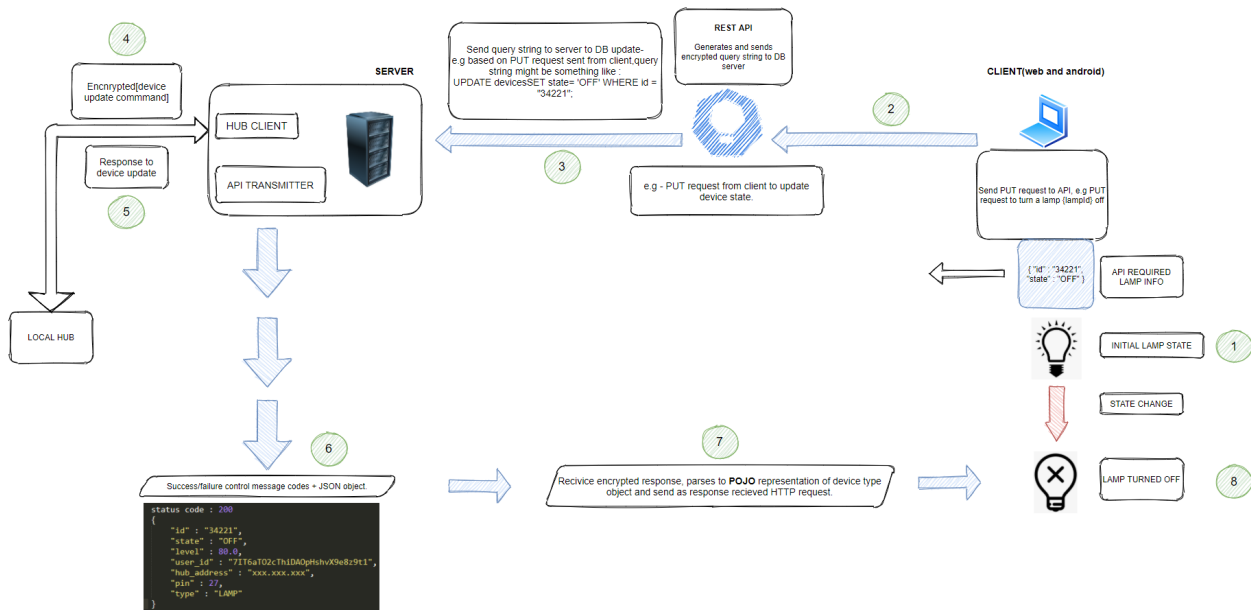 4
Encrypted[device
update commmand]
Response to
device update
5
LOCAL HUB
SERVER
HUB CLIENT
API TRANSMITTER
Send query string to server to DB update-
e.g based on PUT request sent from client,query
string might be something like :
UPDATE devicesSET state= 'OFF' WHERE id =
"34221";
3
REST API
Generates and sends
encrypted query string to DB
server
e.g - PUT request from client to update
device state.
2
CLIENT(web and android)
Send PUT request to API, e.g PUT
request to turn a lamp {lampId} off
{ "id" : "34221",
"state" : "OFF" }
API REQUIRED
LAMP INFO
INITIAL LAMP STATE
1
STATE CHANGE
LAMP TURNED OFF
8
6
Success/failure control message codes + JSON object.
status code : 200
{
"id" : "34221",
"state" : "OFF",
"level" : 80.0,
"user_id" : "7IT6aTO2cThiDAOpHshvX9e8z9t1",
"hub_address" : "xxx.xxx.xxx",
"pin" : 27,
"type" : "LAMP"
}
7
Recivice encrypted response, parses to POJO representation of device type
object and send as response recieved HTTP request.